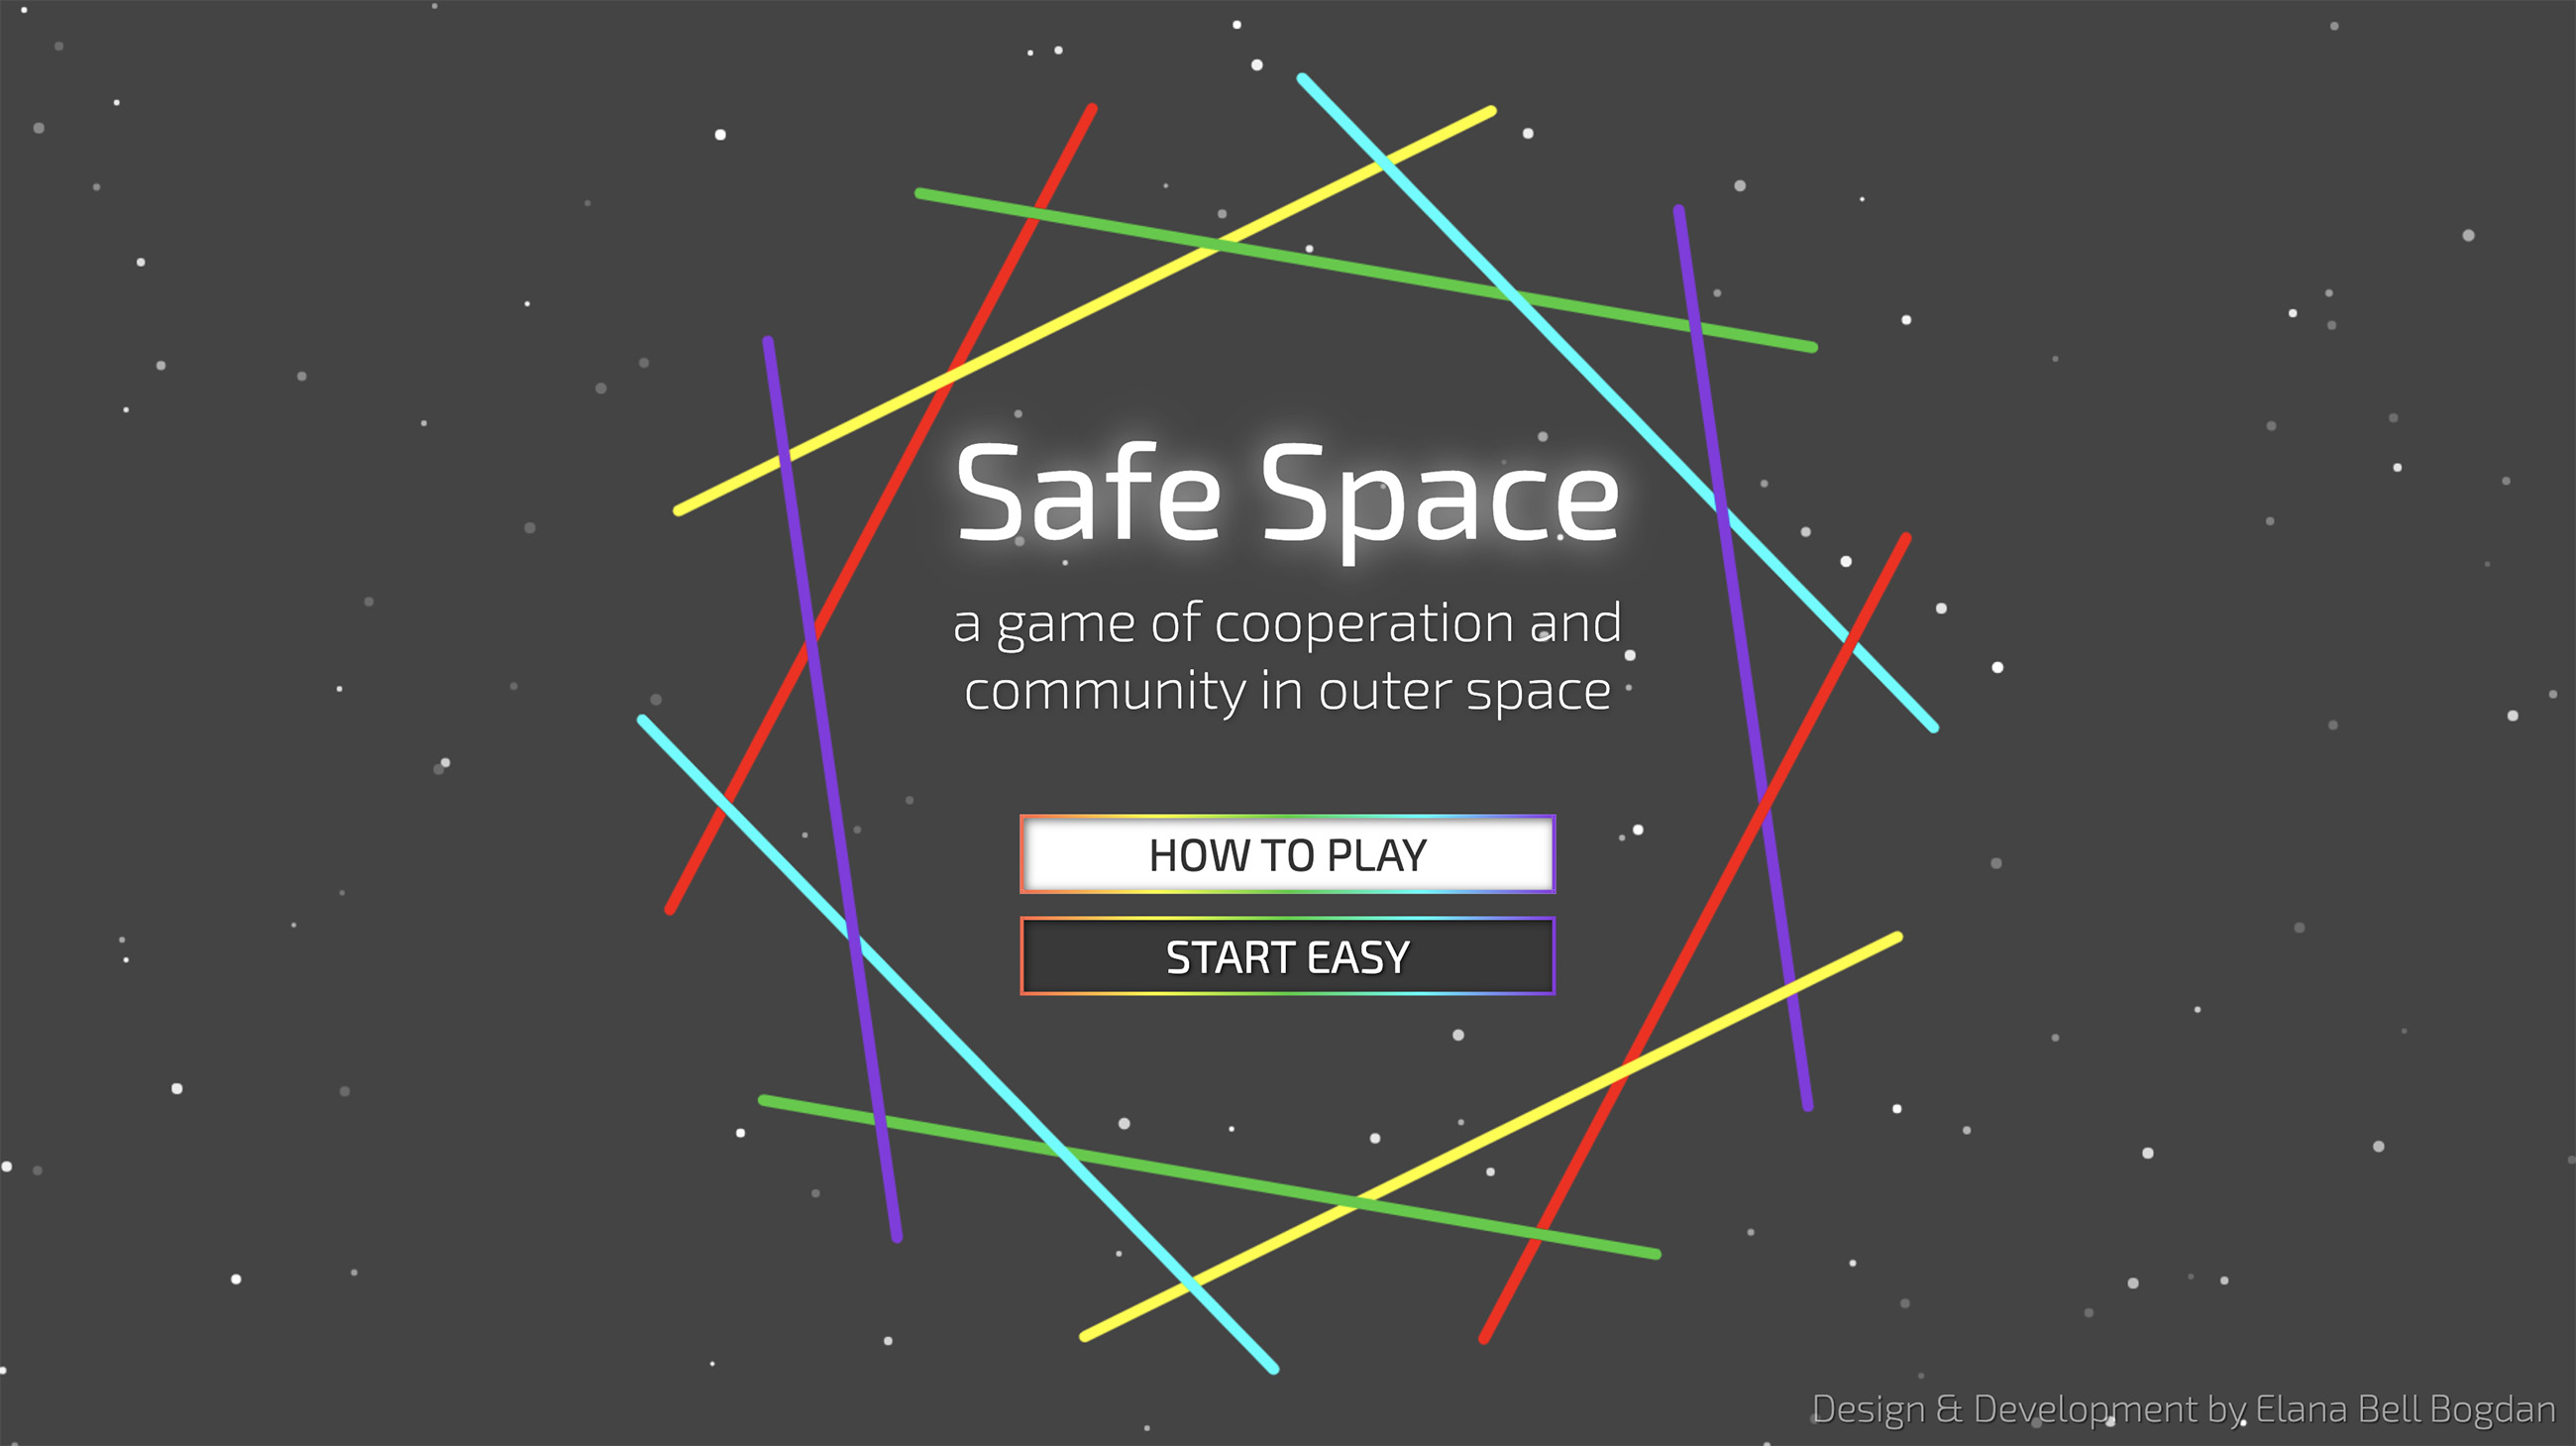 Safe Space
a game of cooperation and
community in outer space
HOW TO PLAY
START EASY
Design & Development by Elana Bell Bogdan